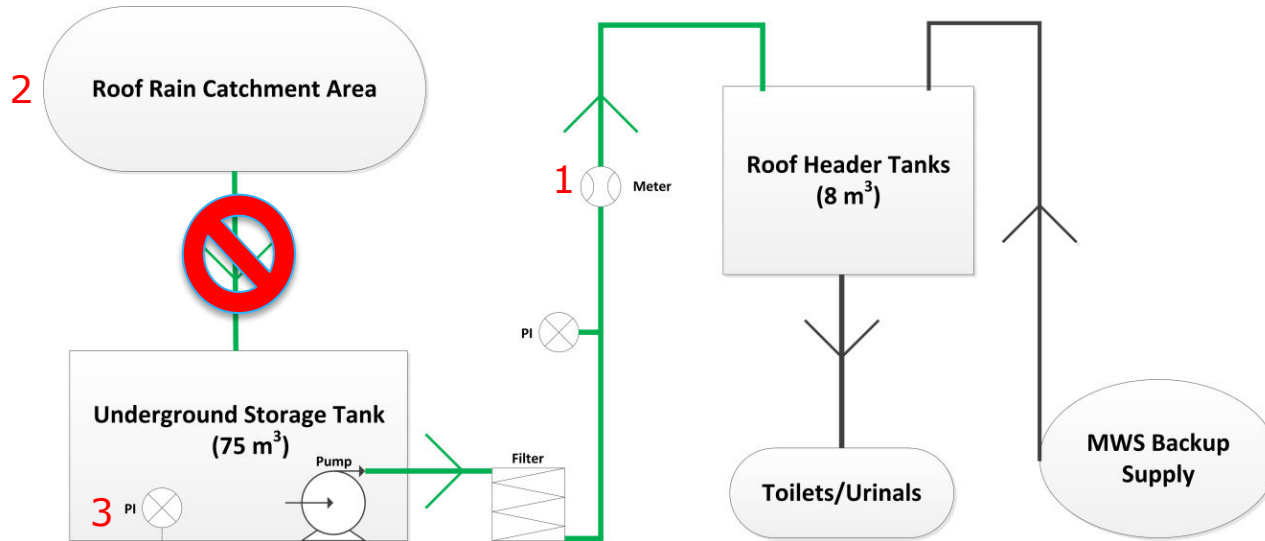 2
Roof Rain Catchment Area
1
Meter
Roof Header Tanks
(8 m³)
PI
Underground Storage Tank
(75 m³)
Pump
3
PI
Filter
Toilets/Urinals
MWS Backup
Supply